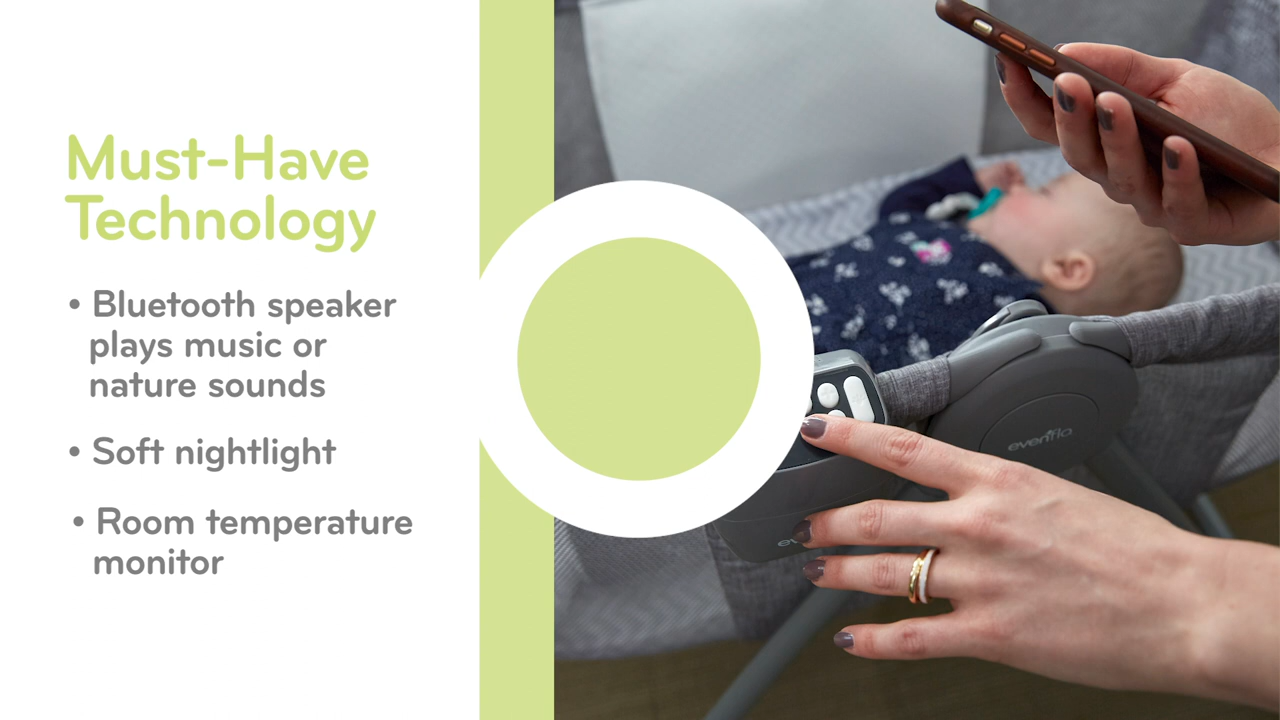 Must-Have
Technology
• Bluetooth speaker
plays music or
nature sounds
• Soft nightlight
• Room temperature
monitor
evenflo